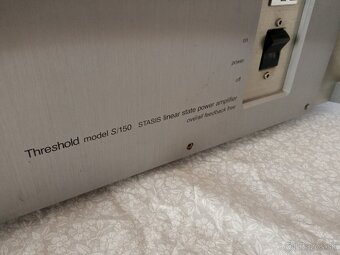 on
power
off
Threshold model S/150 STASIS linear state power amplifier
overall feedback free